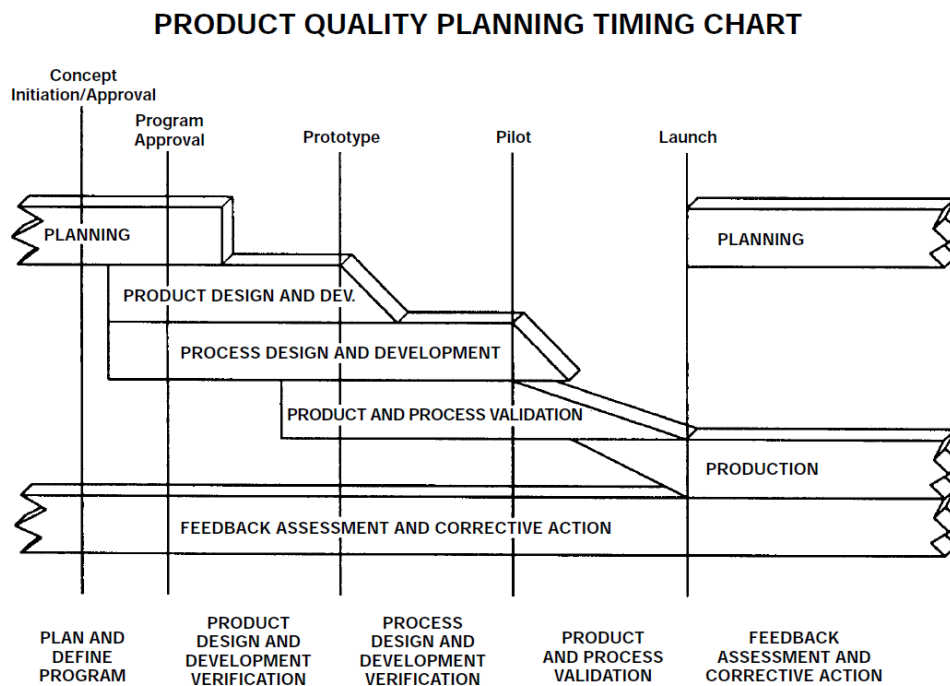 PRODUCT QUALITY PLANNING TIMING CHART
Concept
Initiation/Approval
Program
Approval
Prototype
Pilot
Launch
PLANNING
PLANNING
PRODUCT DESIGN AND DEV.
PROCESS DESIGN AND DEVELOPMENT
PRODUCT AND PROCESS VALIDATION
PRODUCTION
FEEDBACK ASSESSMENT AND CORRECTIVE ACTION
PLAN AND
DEFINE
PROGRAM
PRODUCT
DESIGN AND
DEVELOPMENT
VERIFICATION
PROCESS
DESIGN AND
DEVELOPMENT
VERIFICATION
PRODUCT
AND PROCESS
VALIDATION
FEEDBACK
ASSESSMENT AND
CORRECTIVE ACTION